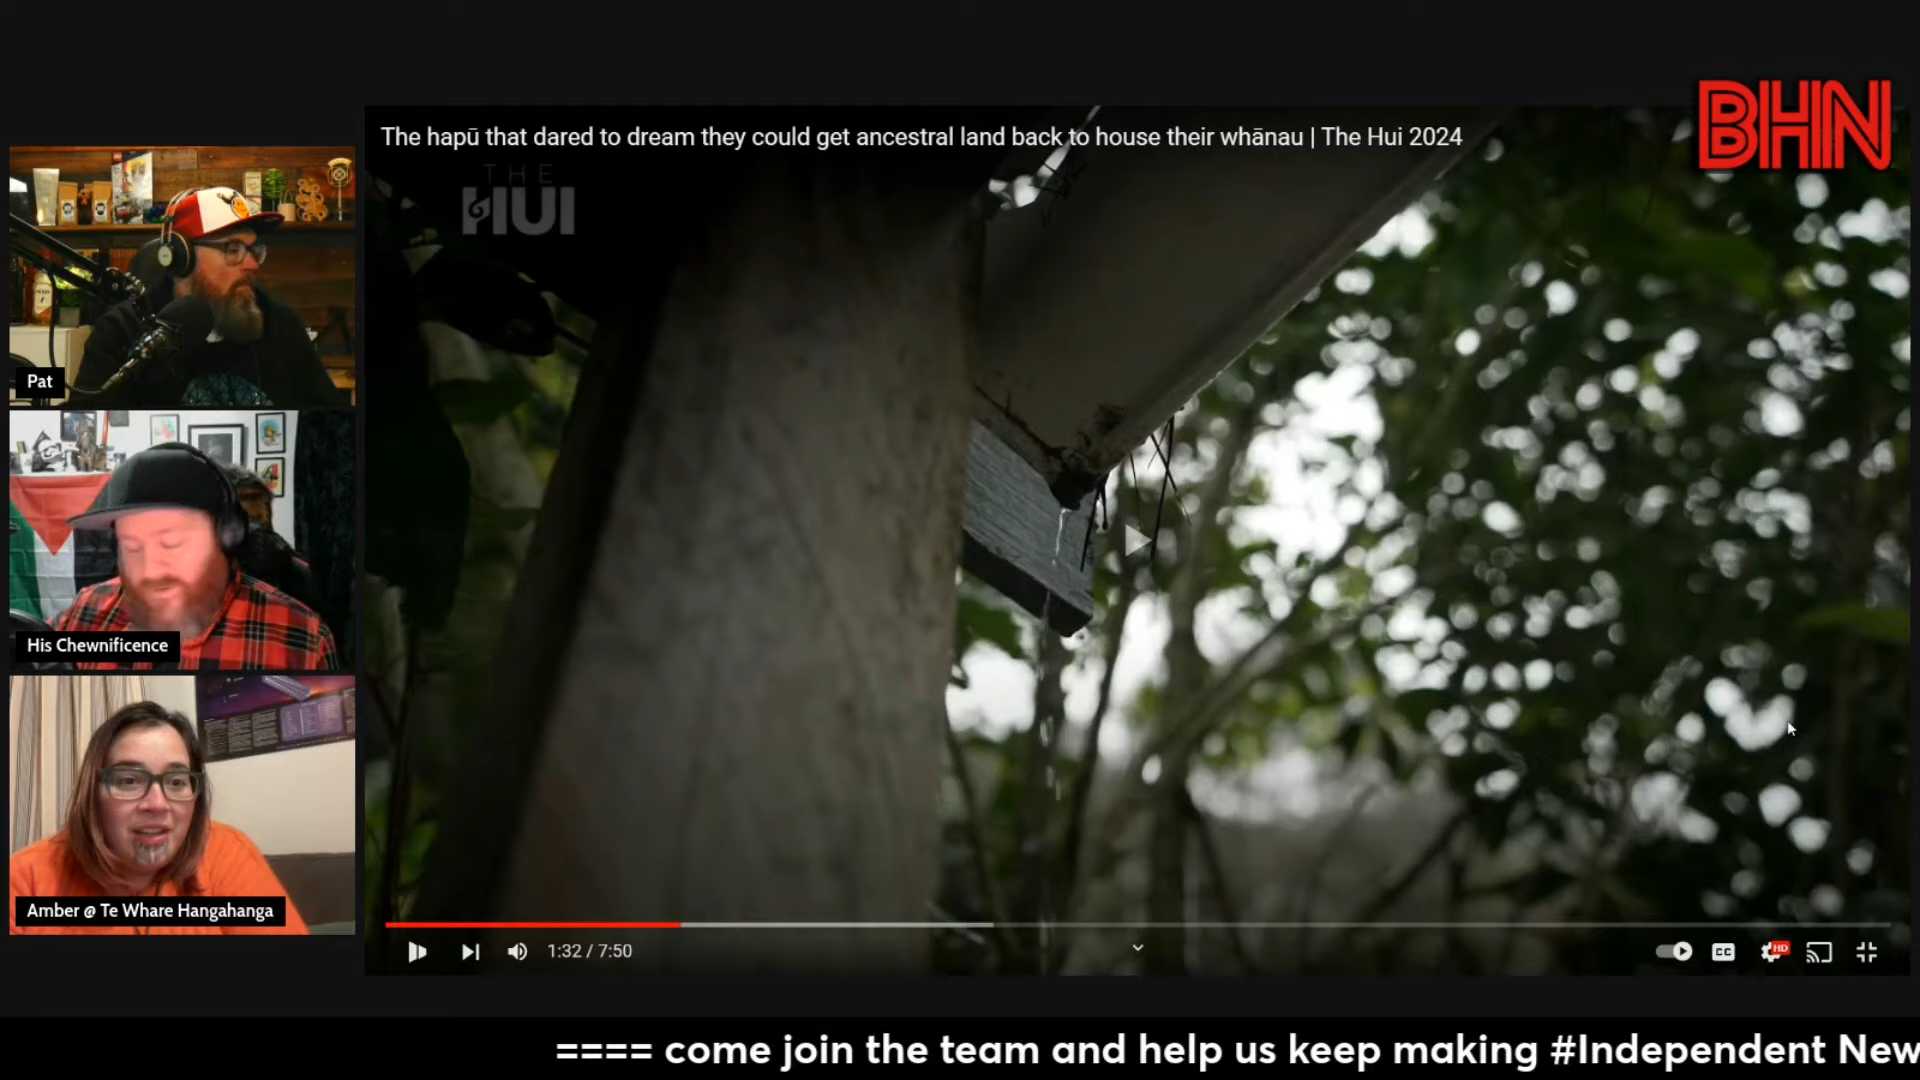 BHN
The hapū that dared to dream they could get ancestral land back to house their whānau | The Hui 2024
THE
HUI
Pat
His Chewnificence
Amber @ Te Whare Hangahanga
1:32 / 7:50
CC
HD
==== come join the team and help us keep making #Independent New